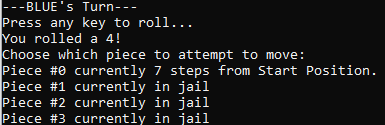 ---BLUE's Turn---
Press any key to roll...
You rolled a 4!
Choose which piece to attempt to move:
Piece #0 currently 7 steps from Start Position.
Piece #1 currently in jail
Piece #2 currently in jail
Piece #3 currently in jail